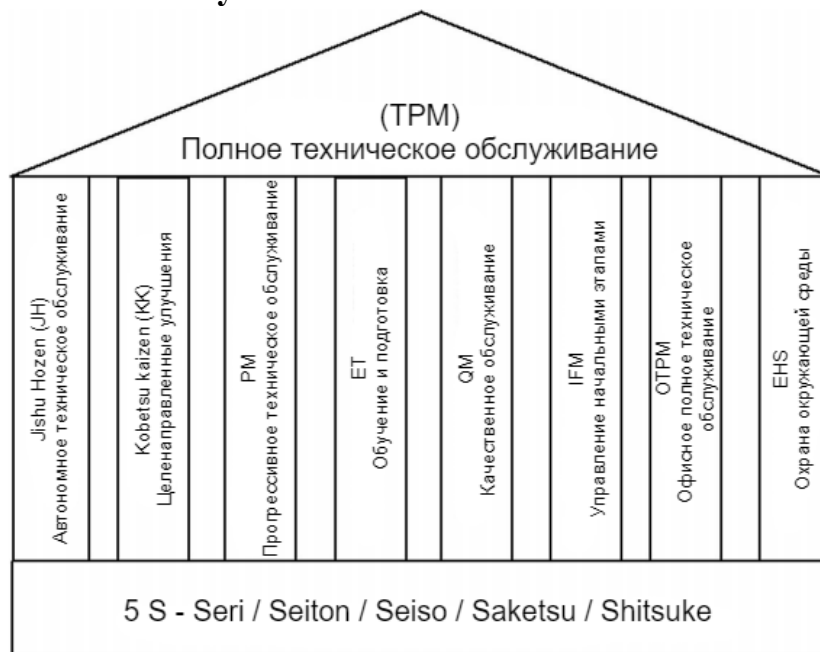 (TPM)
Полное техническое обслуживание
Jishu Hozen (JH)
Автономное техническое обслуживание
Kobetsu kaizen (KK)
Целенаправленные улучшения
PM
Прогрессивное техническое обслуживание
ET
Обучение и подготовка
QM
Качественное обслуживание
IFM
Управление начальными этапами
OTPM
Офисное полное техническое
обслуживание
EHS
Охрана окружающей среды
5 S - Seri / Seiton / Seiso / Saketsu / Shitsuke